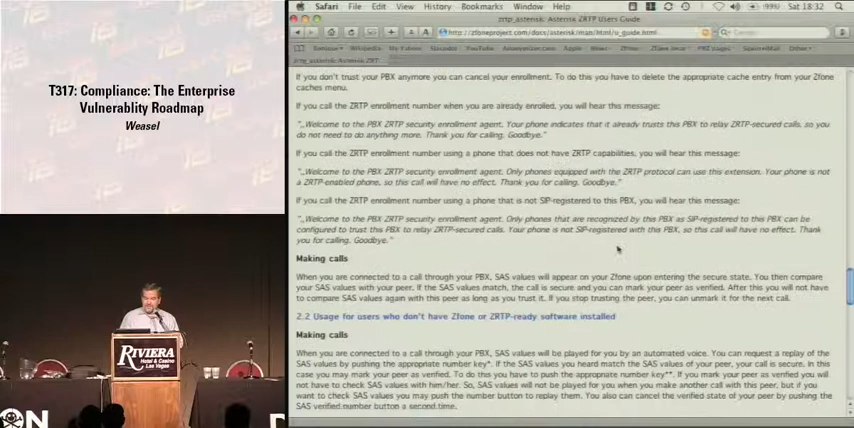 T317: Compliance: The Enterprise
Vulnerablity Roadmap
Weasel
RIVIERA
Hotel & Casino
Las Vegas
ON
D
Safari File Edit View History Bookmarks Window Help
Sat 18:32
zrtp_asterisk: Asterisk ZRTP Users Guide
http://zfoneproject.com/docs/asterisk/man/html/u_guide.html
Wikipedia
YouTube
If you don't trust your PBX anymore you can cancel your enrollment. To do this you have to delete the appropriate cache entry from your Zfone
caches menu.
If you call the ZRTP enrollment number when you are already enrolled, you will hear this message:
"„Welcome to the PBX ZRTP security enrollment agent. Your phone indicates that it already trusts this PBX to relay ZRTP-secured calls, so you
do not need to do anything more. Thank you for calling. Goodbye."
If you call the ZRTP enrollment number using a phone that does not have ZRTP capabilities, you will hear this message:
"„Welcome to the PBX ZRTP security enrollment agent. Only phones equipped with the ZRTP protocol can use this extension. Your phone is not
a ZRTP-enabled phone, so this call will have no effect. Thank you for calling. Goodbye."
If you call the ZRTP enrollment number using a phone that is not SIP-registered to this PBX, you will hear this message:
"„Welcome to the PBX ZRTP security enrollment agent. Only phones that are recognized by this PBX as SIP-registered to this PBX can be
configured to trust this PBX to relay ZRTP-secured calls. Your phone is not SIP-registered with this PBX, so this call will have no effect. Thank
you for calling. Goodbye."
Making calls
When you are connected to a call through your PBX, SAS values will appear on your Zfone upon entering the secure state. You then compare
your SAS values with your peer. If the SAS values match, the call is secure and you can mark your peer as verified. After this you will not have
to compare SAS values again with this peer as long as you trust it. If you stop trusting the peer, you can unmark it for the next call.
2.2 Usage for users who don't have Zfone or ZRTP-ready software installed
Making calls
When you are connected to a call through your PBX, SAS values will be played for you by an automated voice. You can request a replay of the
SAS values by pushing the appropriate number key*. If the SAS values you heard match the SAS values of your peer, your call is secure. In this
case you may mark your peer as verified. To do this you have to push the appropriate number key**. If you mark your peer as verified you will
not have to check SAS values with him/her. So, SAS values will not be played for you when you make another call with this peer, but if you
want to check SAS values you may push the number button to replay them. You also can cancel the verified state of your peer by pushing the
SAS verified number button a second time.